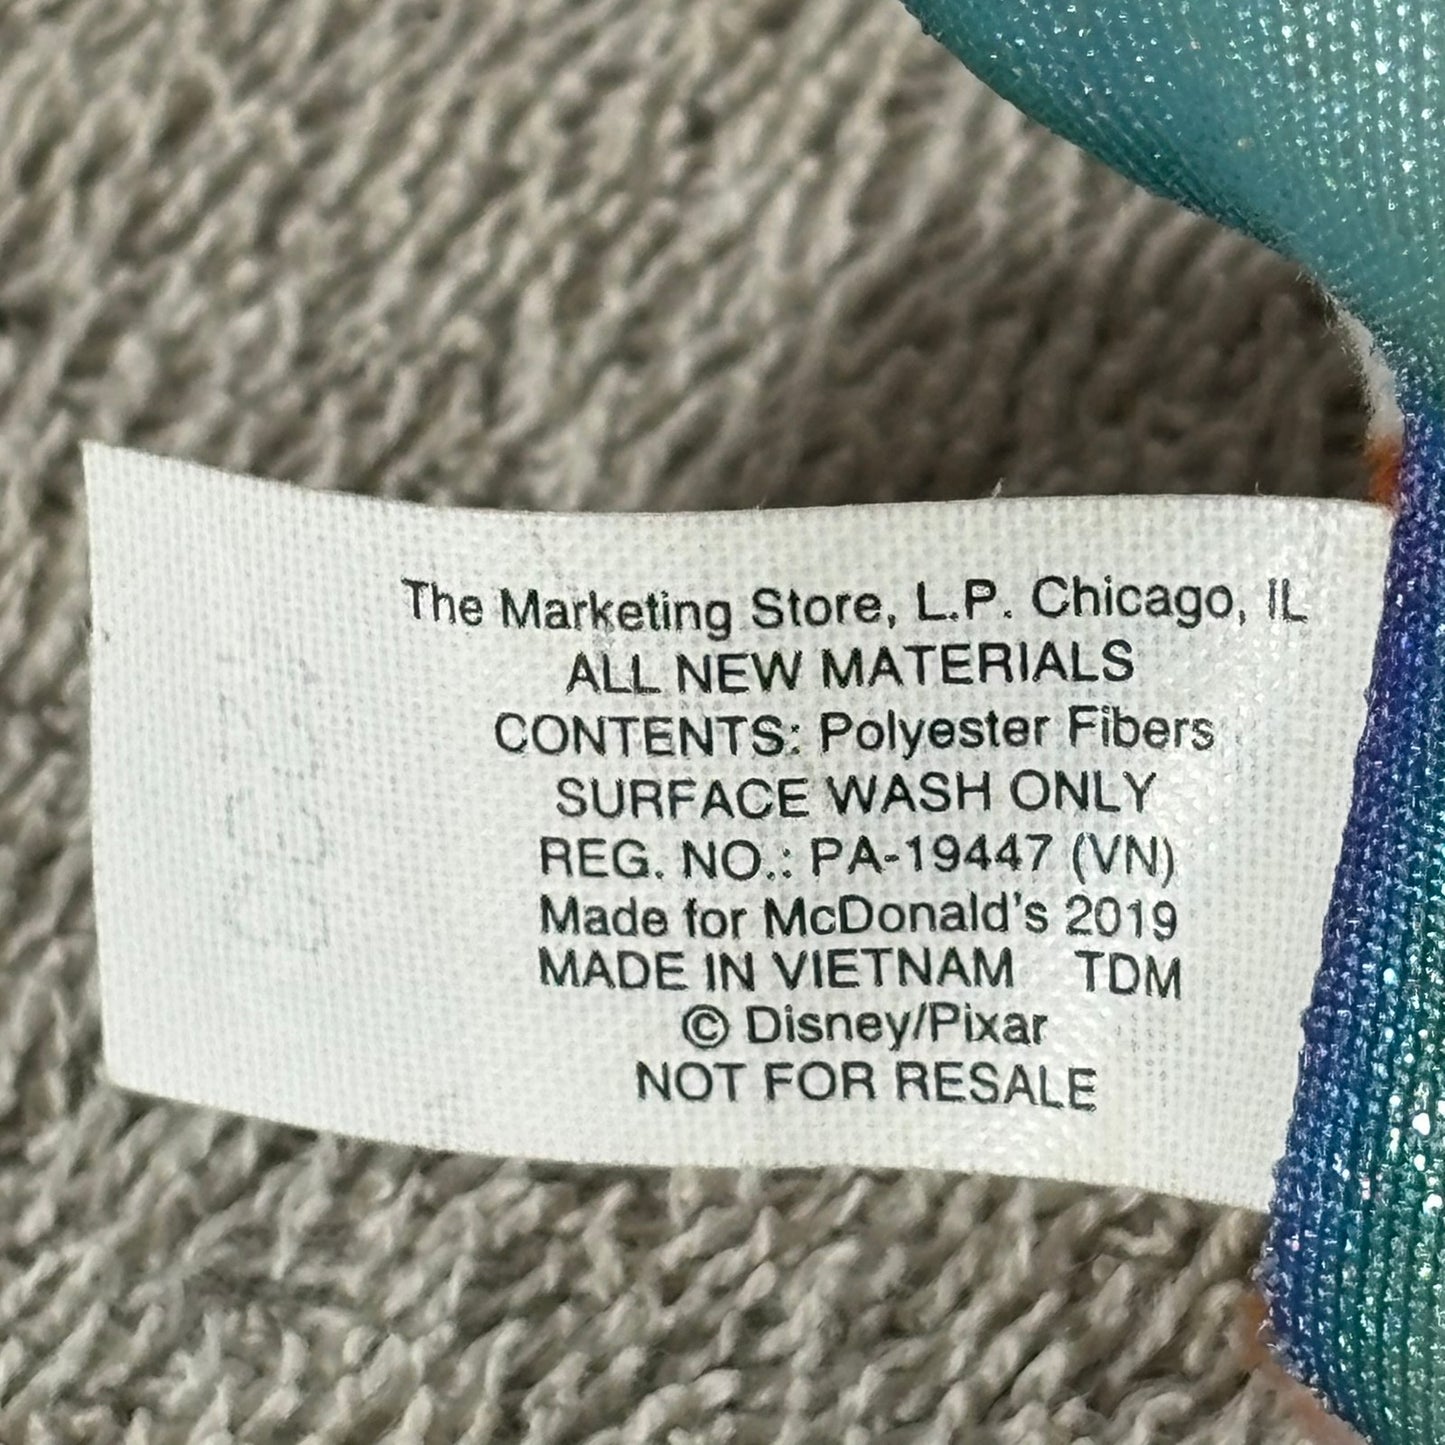 The Marketing Store, L.P. Chicago, IL
ALL NEW MATERIALS
CONTENTS: Polyester Fibers
SURFACE WASH ONLY
REG. NO.: PA-19447 (VN)
Made for McDonald's 2019
MADE IN VIETNAM TDM
© Disney/Pixar
NOT FOR RESALE